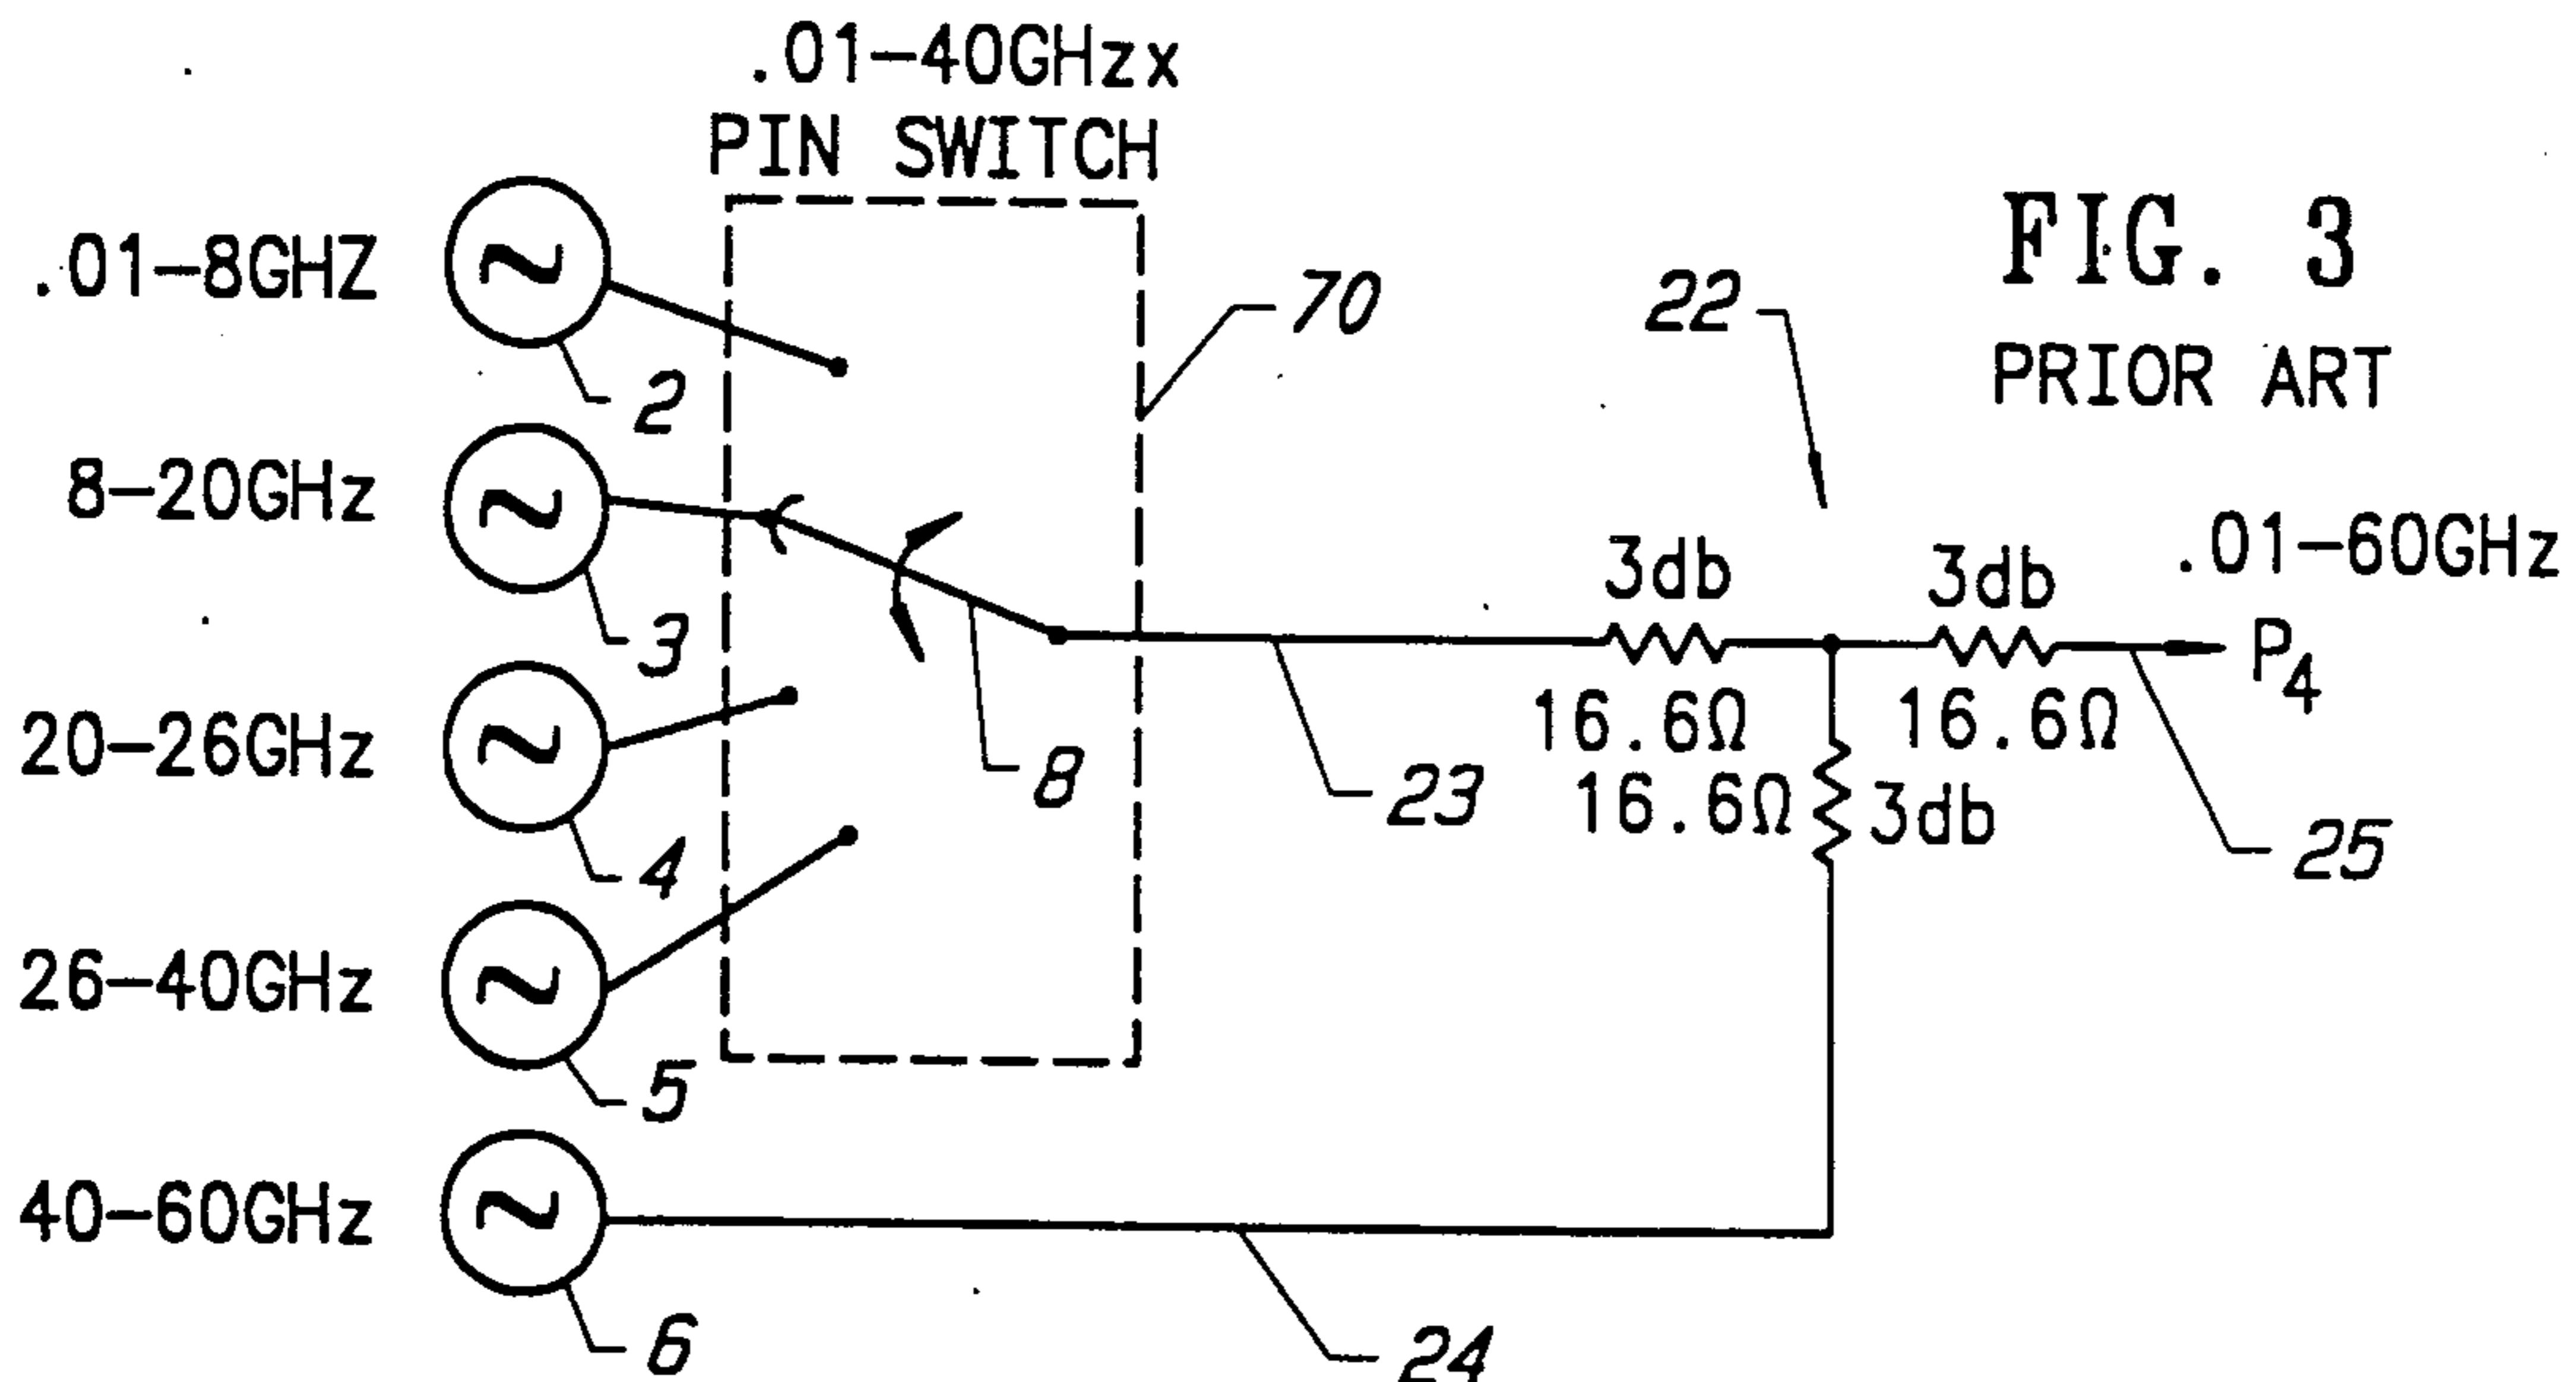 .01-40GHzx
PIN SWITCH
FIG. 3
PRIOR ART
.01-8GHZ
2
70
22
8-20GHz
3
.01-60GHz
3db
3db
P4
16.6Ω
16.6Ω
20-26GHz
4
8
23
16.6Ω
3db
25
26-40GHz
5
40-60GHz
6
24